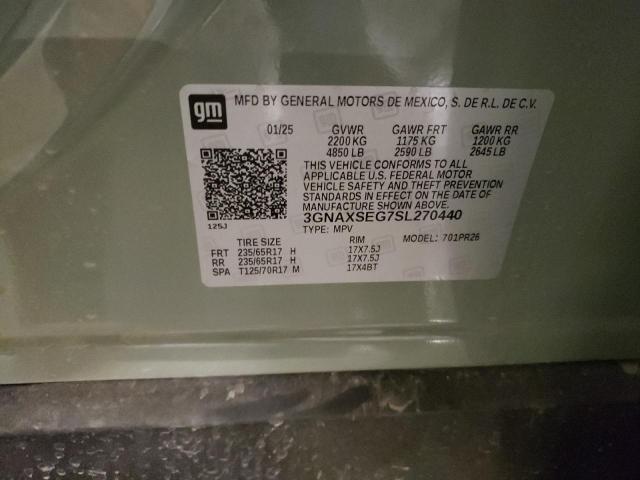 gm
MFD BY GENERAL MOTORS DE MEXICO, S. DE R.L. DE C.V.
01/25 GVWR GAWR FRT GAWR RR
2200 KG 1175 KG 1200 KG
4850 LB 2590 LB 2645 LB
THIS VEHICLE CONFORMS TO ALL
APPLICABLE U.S. FEDERAL MOTOR
VEHICLE SAFETY AND THEFT PREVENTION
STANDARDS IN EFFECT ON THE DATE OF
MANUFACTURE SHOWN ABOVE.
3GNAXSEG7SL270440
125J
TYPE: MPV MODEL: 701PR26
TIRE SIZE RIM
FRT 235/65R17 H 17X7.5J
RR 235/65R17 H 17X7.5J
SPA T125/70R17 M 17X4BT